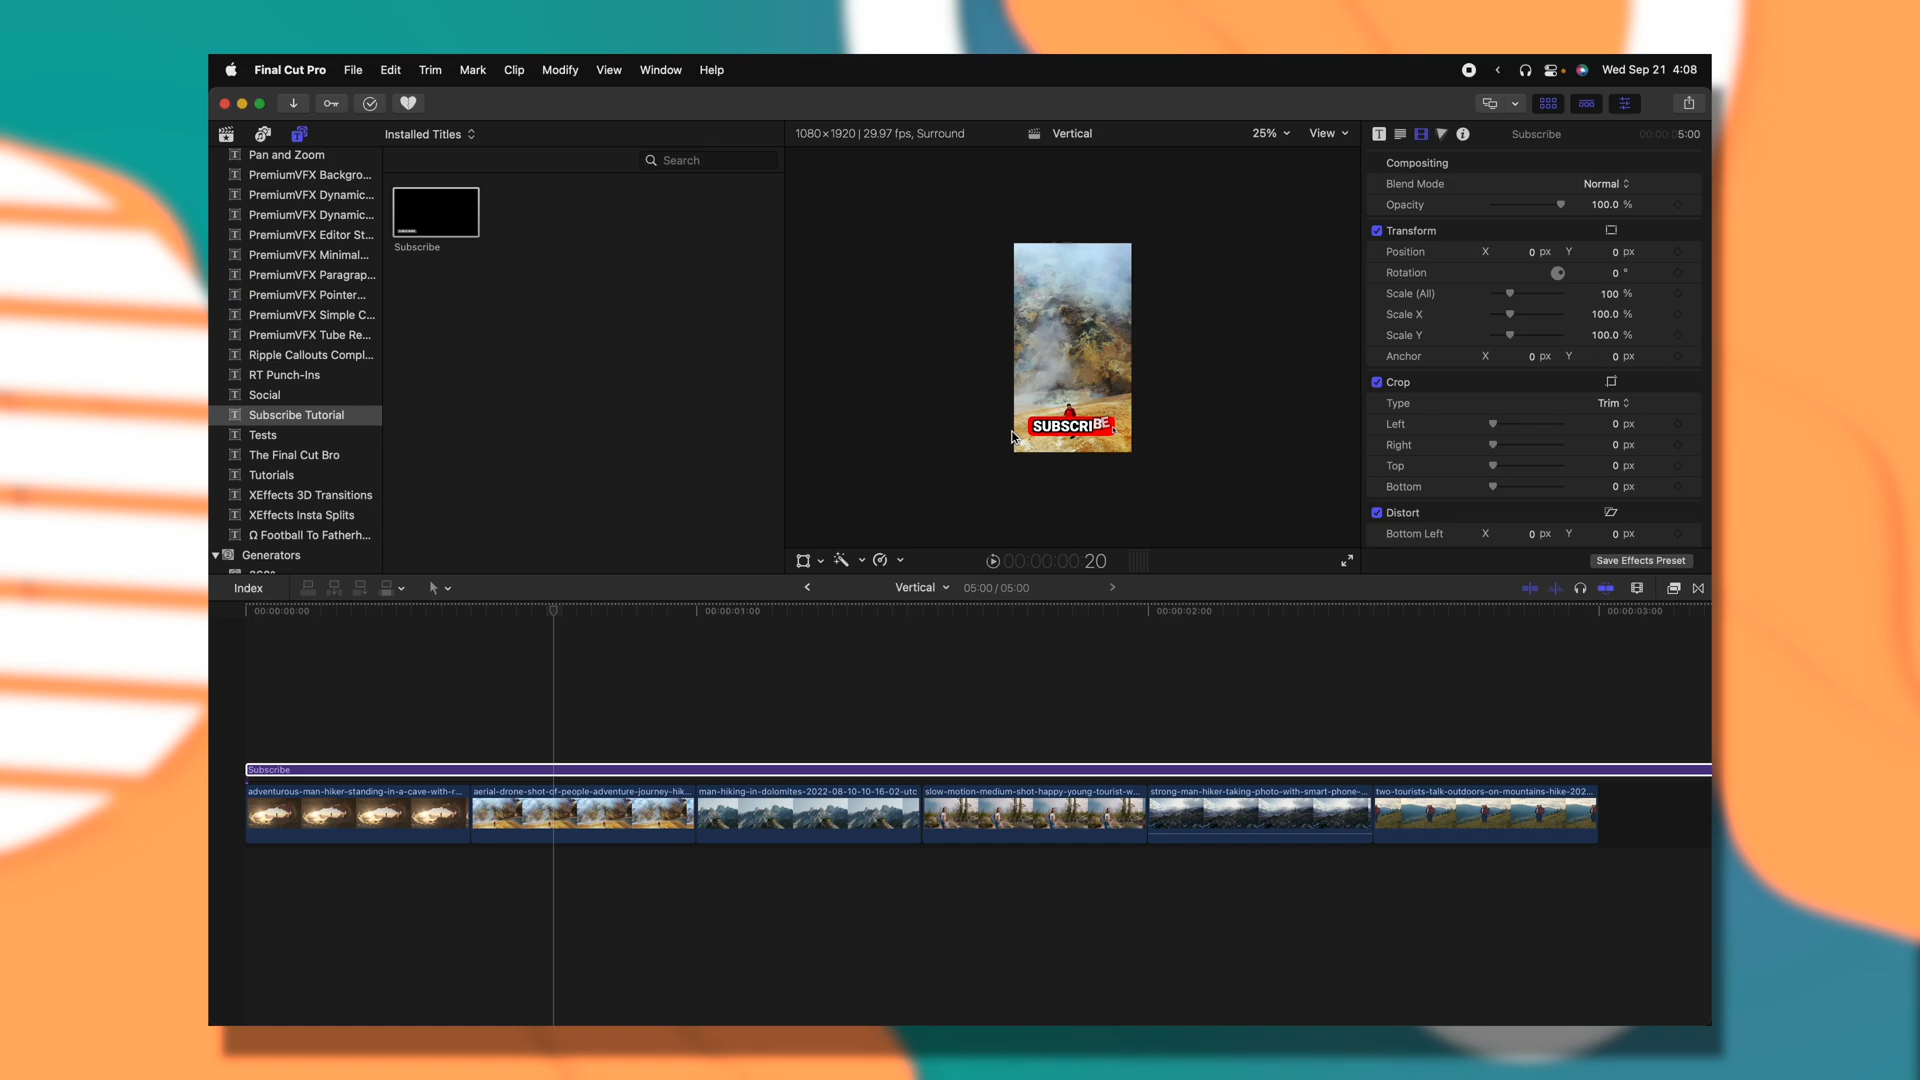 Final Cut Pro File Edit Trim Mark Clip Modify View Window Help
Wed Sep 21 4:08
Installed Titles
1080×1920 | 29.97 fps, Surround
Vertical
25%
View
Subscribe
5:00
Pan and Zoom
PremiumVFX Backgro...
PremiumVFX Dynamic...
PremiumVFX Dynamic...
PremiumVFX Editor St...
PremiumVFX Minimal...
PremiumVFX Paragrap...
PremiumVFX Pointer...
PremiumVFX Simple C...
PremiumVFX Tube Re...
Ripple Callouts Compl...
RT Punch-Ins
Social
Subscribe Tutorial
Tests
The Final Cut Bro
Tutorials
XEffects 3D Transitions
XEffects Insta Splits
Ω Football To Fatherh...
Generators
Search
Subscribe
SUBSCRIBE
Compositing
Blend Mode Normal
Opacity 100.0 %
Transform
Position X 0 px Y 0 px
Rotation 0 °
Scale (All) 100 %
Scale X 100.0 %
Scale Y 100.0 %
Anchor X 0 px Y 0 px
Crop
Type Trim
Left 0 px
Right 0 px
Top 0 px
Bottom 0 px
Distort
Bottom Left X 0 px Y 0 px
00:00:00:20
Save Effects Preset
Index
Vertical
05:00 / 05:00
00:00:00:00
00:00:01:00
00:00:02:00
00:00:03:00
Subscribe
adventurous-man-hiker-standing-in-a-cave-with-r...
aerial-drone-shot-of-people-adventure-journey-hik...
man-hiking-in-dolomites-2022-08-10-10-16-02-utc
slow-motion-medium-shot-happy-young-tourist-w...
strong-man-hiker-taking-photo-with-smart-phone-...
two-tourists-talk-outdoors-on-mountains-hike-202...